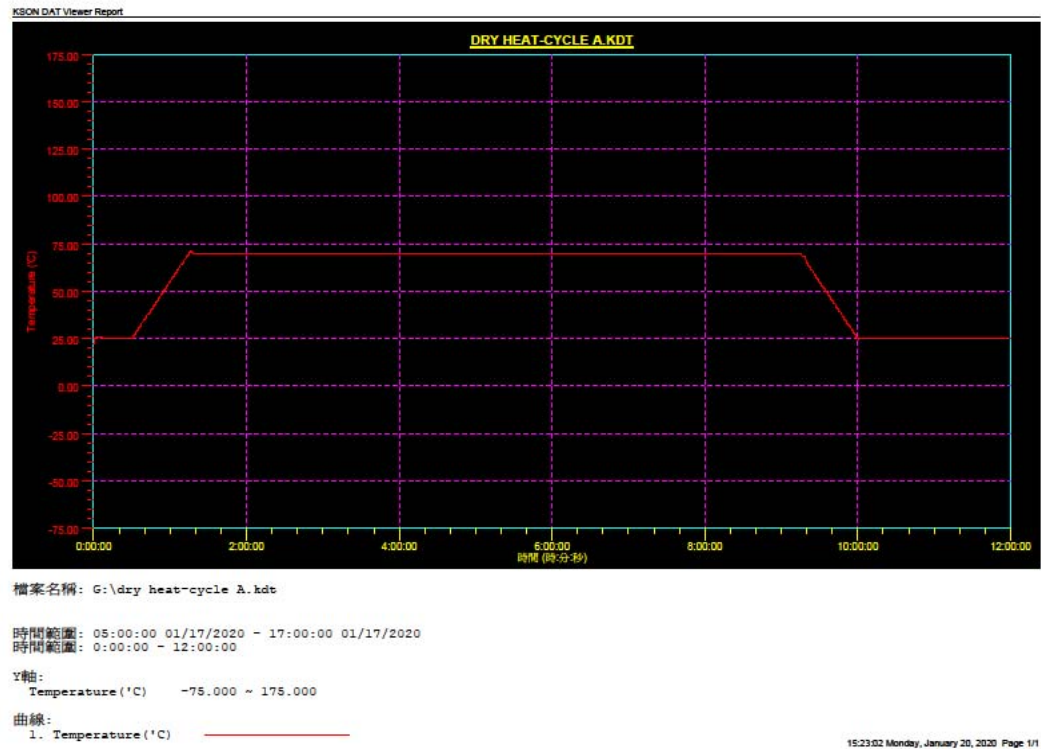 KSON DAT Viewer Report
DRY HEAT-CYCLE A.KDT
175.00
150.00
125.00
100.00
75.00
50.00
25.00
0.00
-25.00
-50.00
-75.00
Temperature (°C)
0:00:00 2:00:00 4:00:00 6:00:00 8:00:00 10:00:00 12:00:00
時間 (時:分:秒)
檔案名稱: G:\dry heat-cycle A.kdt
時間範圍: 05:00:00 01/17/2020 - 17:00:00 01/17/2020
時間範圍: 0:00:00 - 12:00:00
Y軸:
Temperature('C) -75.000 ~ 175.000
曲線:
1. Temperature('C)
15:23:02 Monday, January 20, 2020 Page 1/1